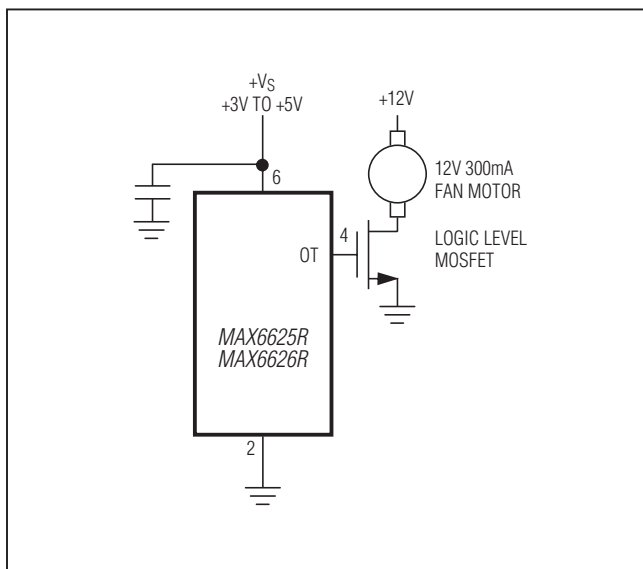 +VS
+3V TO +5V
+12V
6
12V 300mA
FAN MOTOR
4
OT
LOGIC LEVEL
MOSFET
MAX6625R
MAX6626R
2